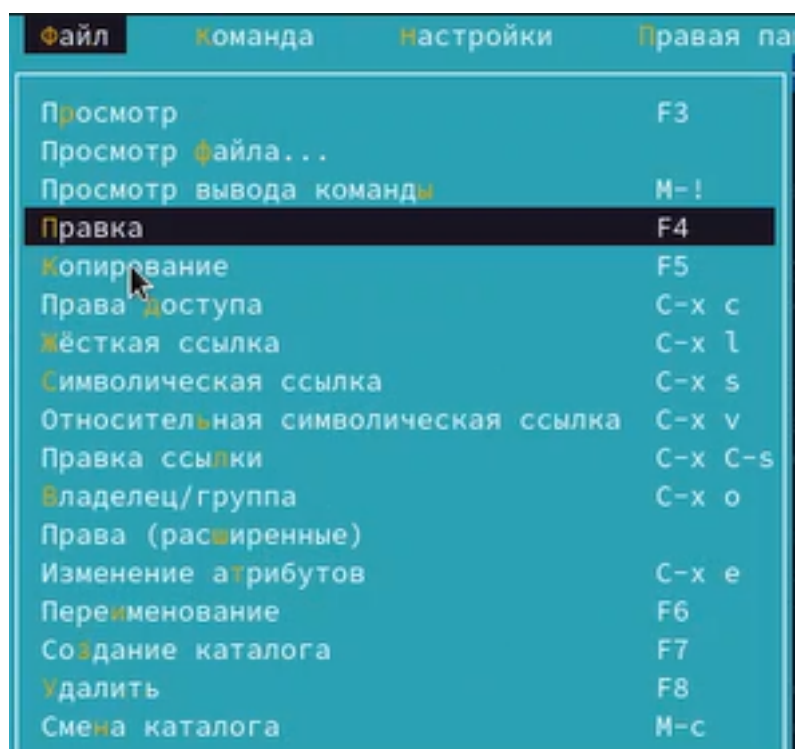 Файл Команда Настройки Правая па
Просмотр F3
Просмотр файла...
Просмотр вывода команды M-!
Правка F4
Копирование F5
Права доступа C-x c
Жёсткая ссылка C-x l
Символическая ссылка C-x s
Относительная символическая ссылка C-x v
Правка ссылки C-x C-s
Владелец/группа C-x o
Права (расширенные)
Изменение атрибутов C-x e
Переименование F6
Создание каталога F7
Удалить F8
Смена каталога M-c